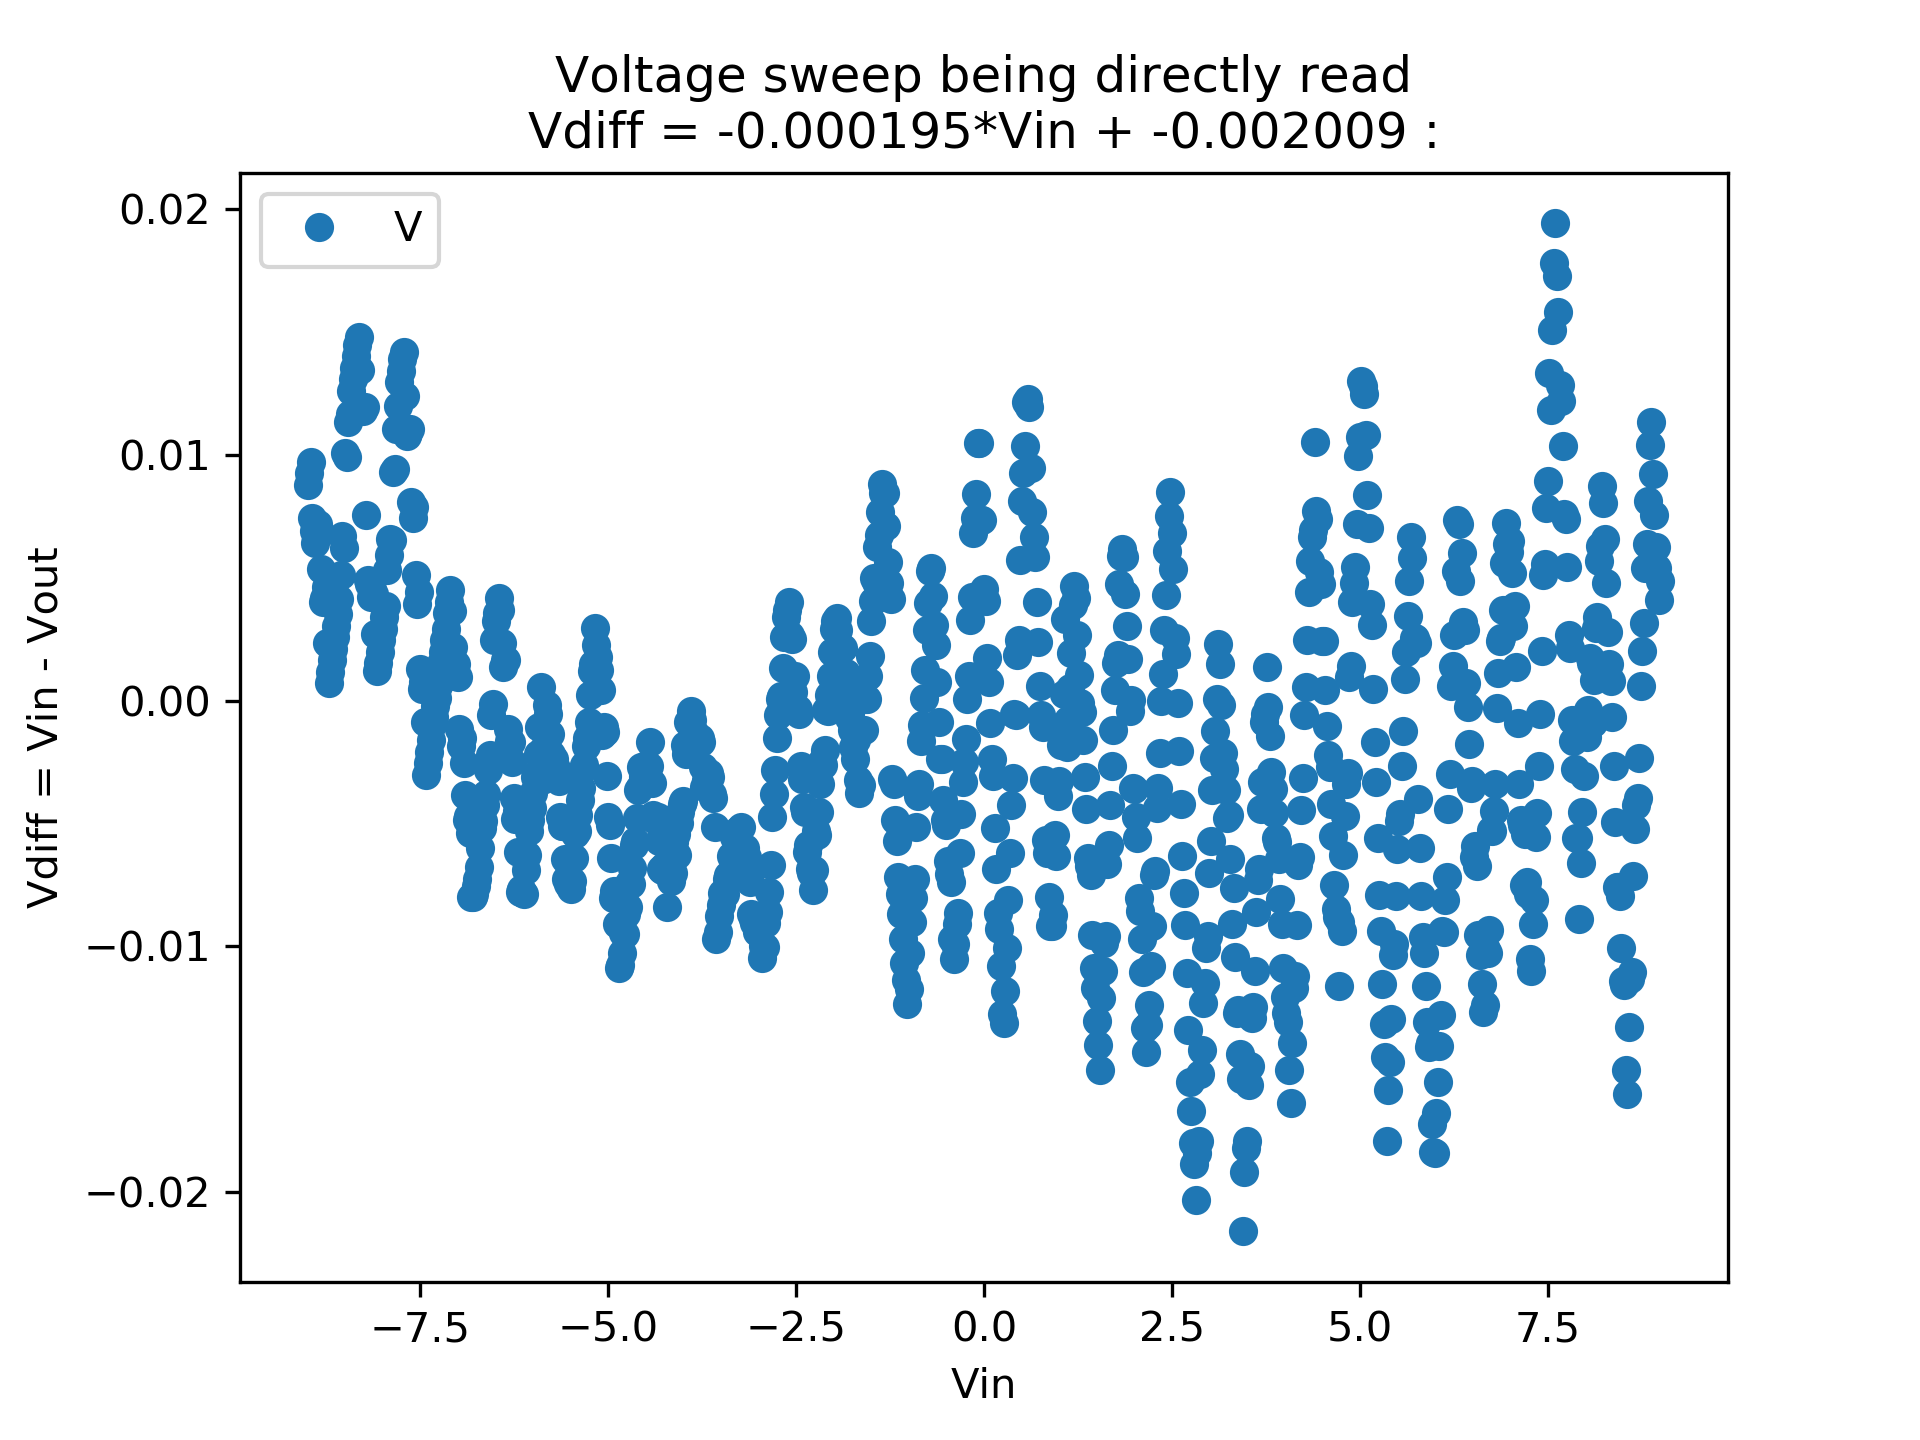 Voltage sweep being directly read
Vdiff = -0.000195*Vin + -0.002009 :
V
Vdiff = Vin - Vout
0.02
0.01
0.00
−0.01
−0.02
−7.5
−5.0
−2.5
0.0
2.5
5.0
7.5
Vin